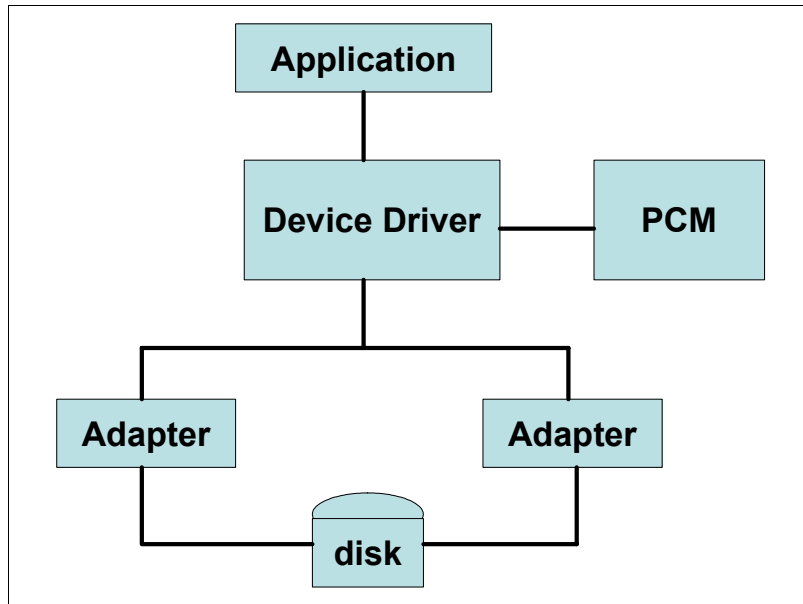 Application
Device Driver
PCM
Adapter
Adapter
disk